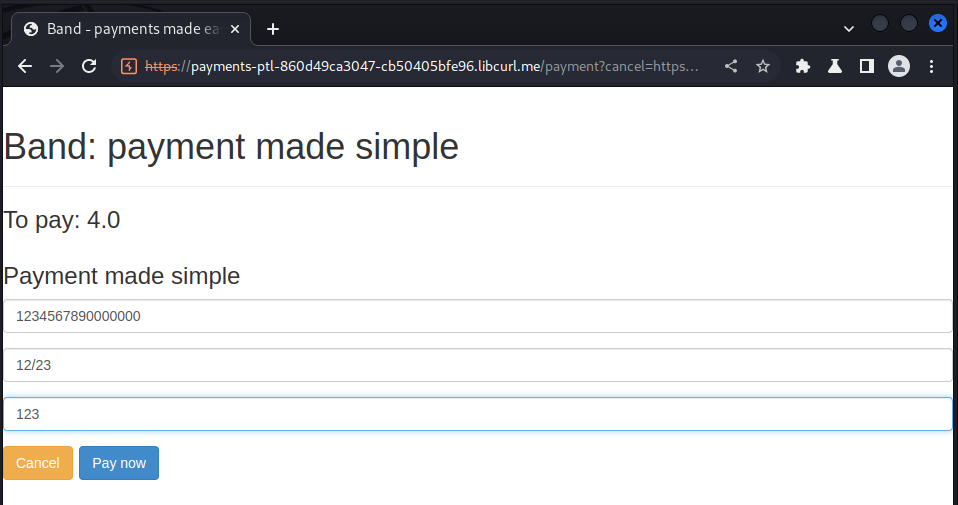 Band - payments made ea
https://payments-ptl-860d49ca3047-cb50405bfe96.libcurl.me/payment?cancel=https...
Band: payment made simple
To pay: 4.0
Payment made simple
1234567890000000
12/23
123
Cancel Pay now